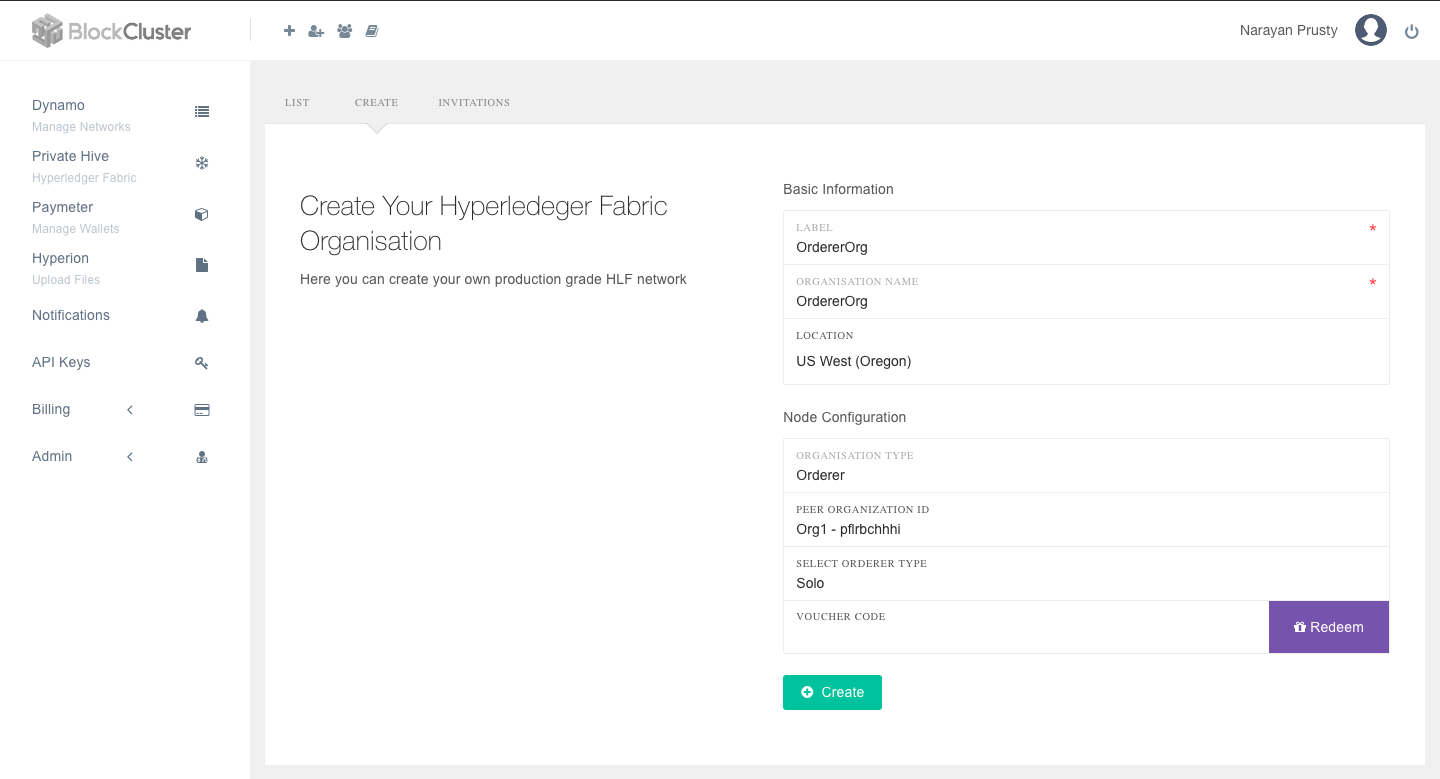 BlockCluster
Narayan Prusty
Dynamo
Manage Networks
Private Hive
Hyperledger Fabric
Paymeter
Manage Wallets
Hyperion
Upload Files
Notifications
API Keys
Billing
Admin
LIST CREATE INVITATIONS
Create Your Hyperledeger Fabric
Organisation
Here you can create your own production grade HLF network
Basic Information
LABEL *
OrdererOrg
ORGANISATION NAME *
OrdererOrg
LOCATION
US West (Oregon)
Node Configuration
ORGANISATION TYPE
Orderer
PEER ORGANIZATION ID
Org1 - pflrbchhhi
SELECT ORDERER TYPE
Solo
VOUCHER CODE
Redeem
Create